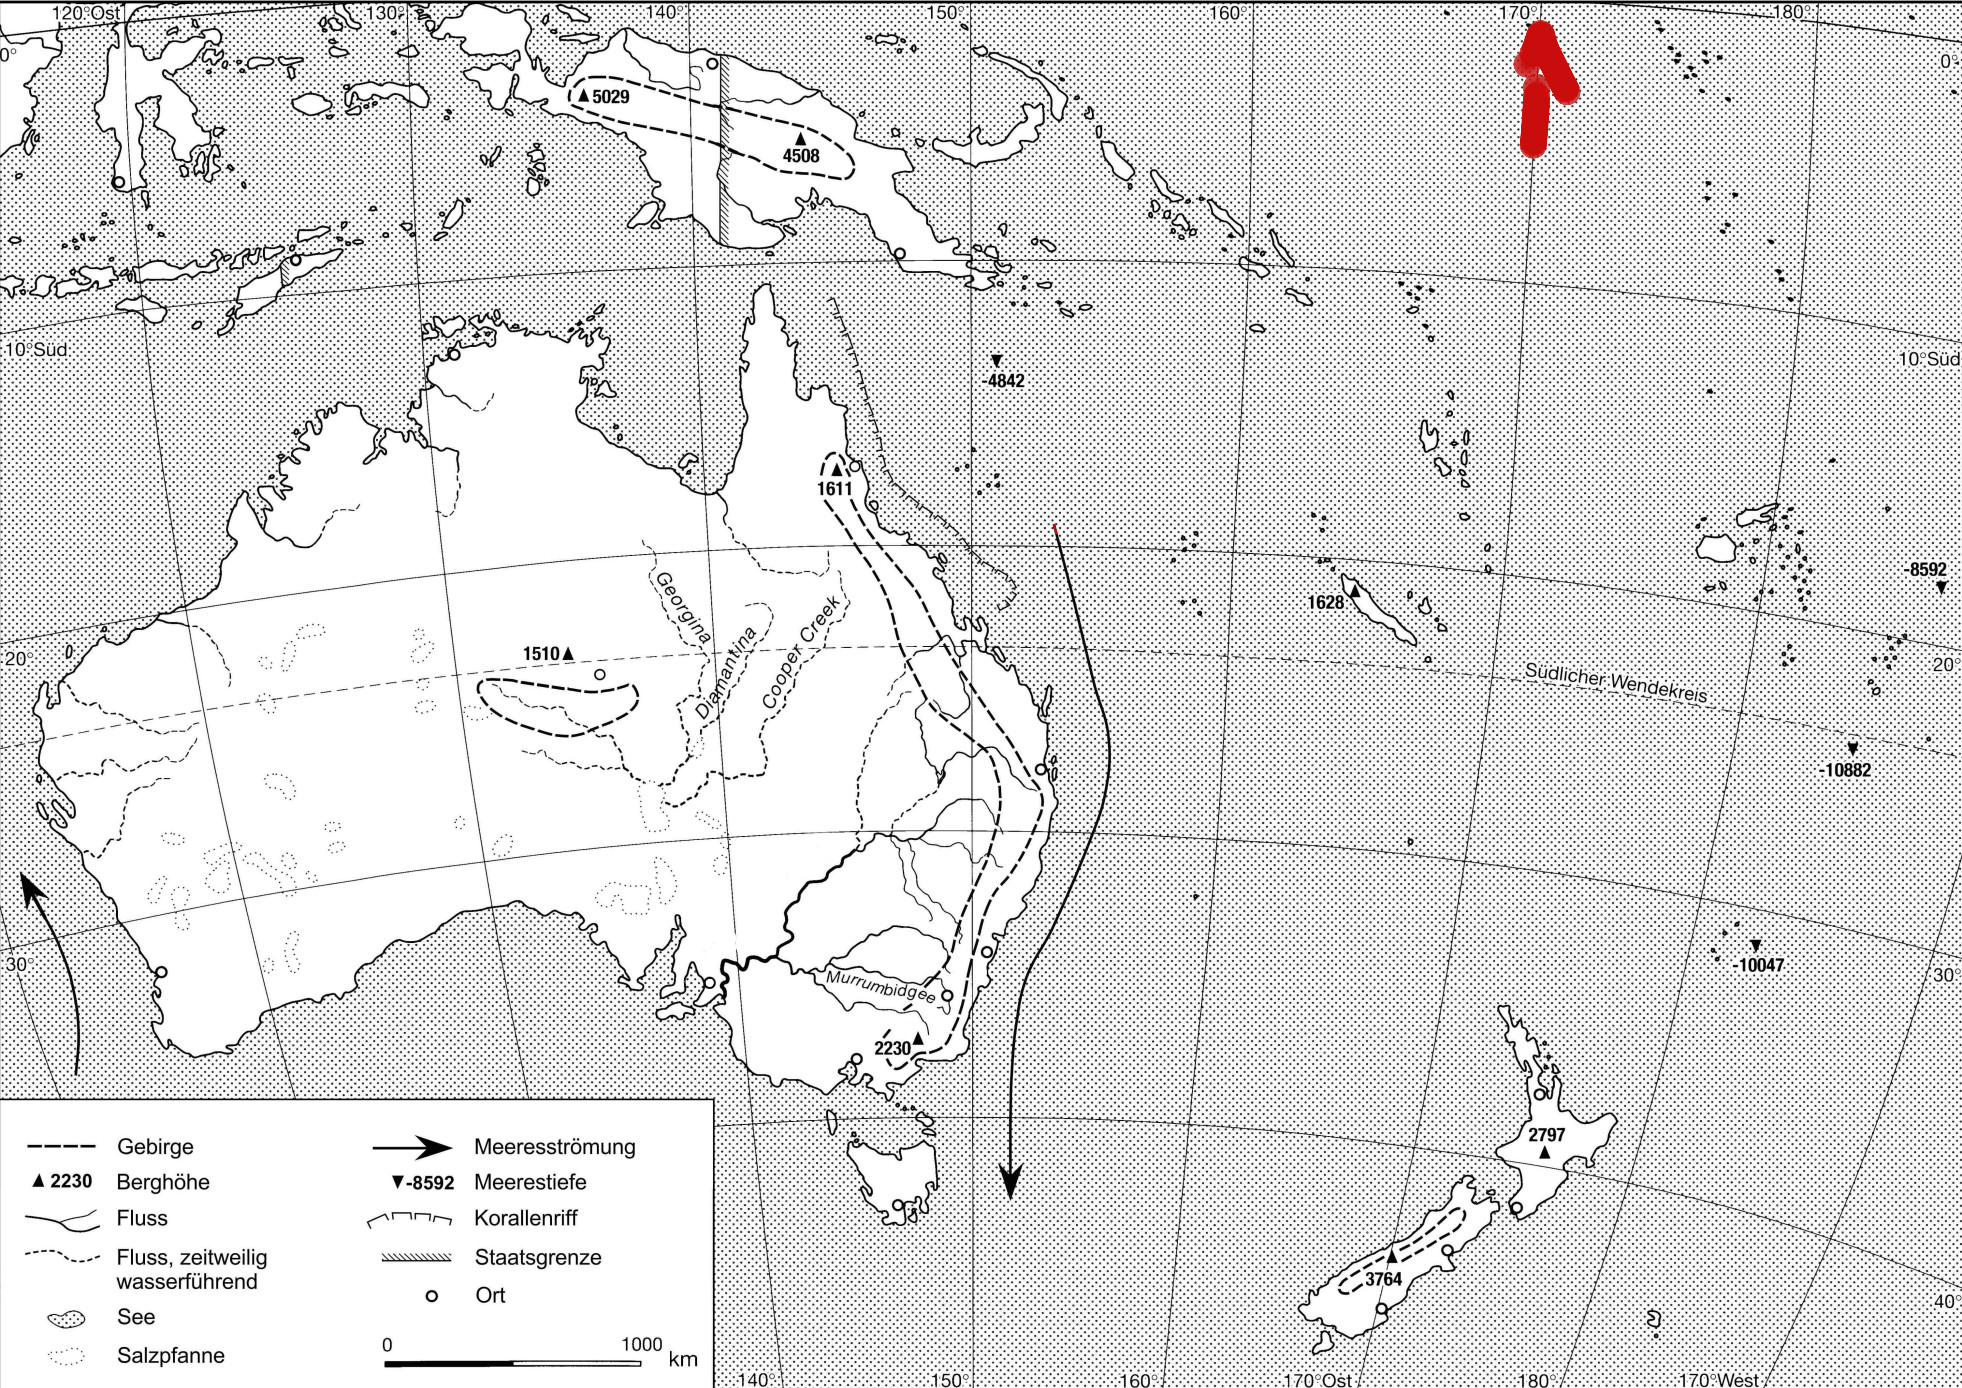 120°Ost
130°
140°
150°
160°
170°
180°
0°
0°
5029
4508
10°Süd
10°Süd
-4842
1611
-8592
1628
Georgina
Diamantina
Cooper Creek
1510
20°
20°
Südlicher Wendekreis
-10882
-10047
30°
30°
Murrumbidgee
2230
2797
3764
40°
Gebirge
2230 Berghöhe
Fluss
Fluss, zeitweilig
wasserführend
See
Salzpfanne
Meeresströmung
-8592 Meerestiefe
Korallenriff
Staatsgrenze
Ort
0 1000 km
140°
150°
160°
170°Ost
180°
170°West